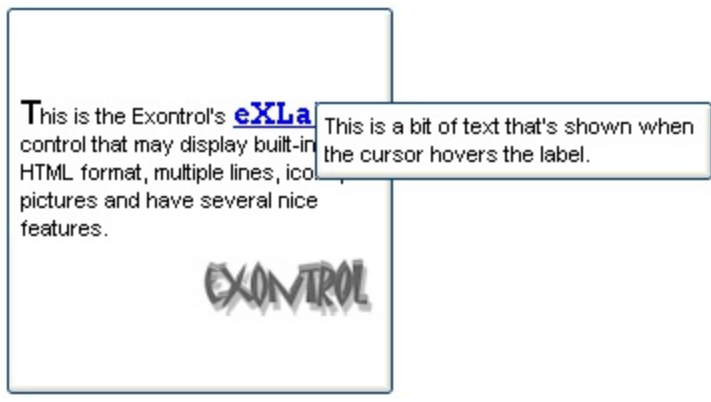 This is the Exontrol's eXLa
control that may display built-in
HTML format, multiple lines,
pictures and have several nice
features.
EXONTROL
This is a bit of text that's shown when
the cursor hovers the label.